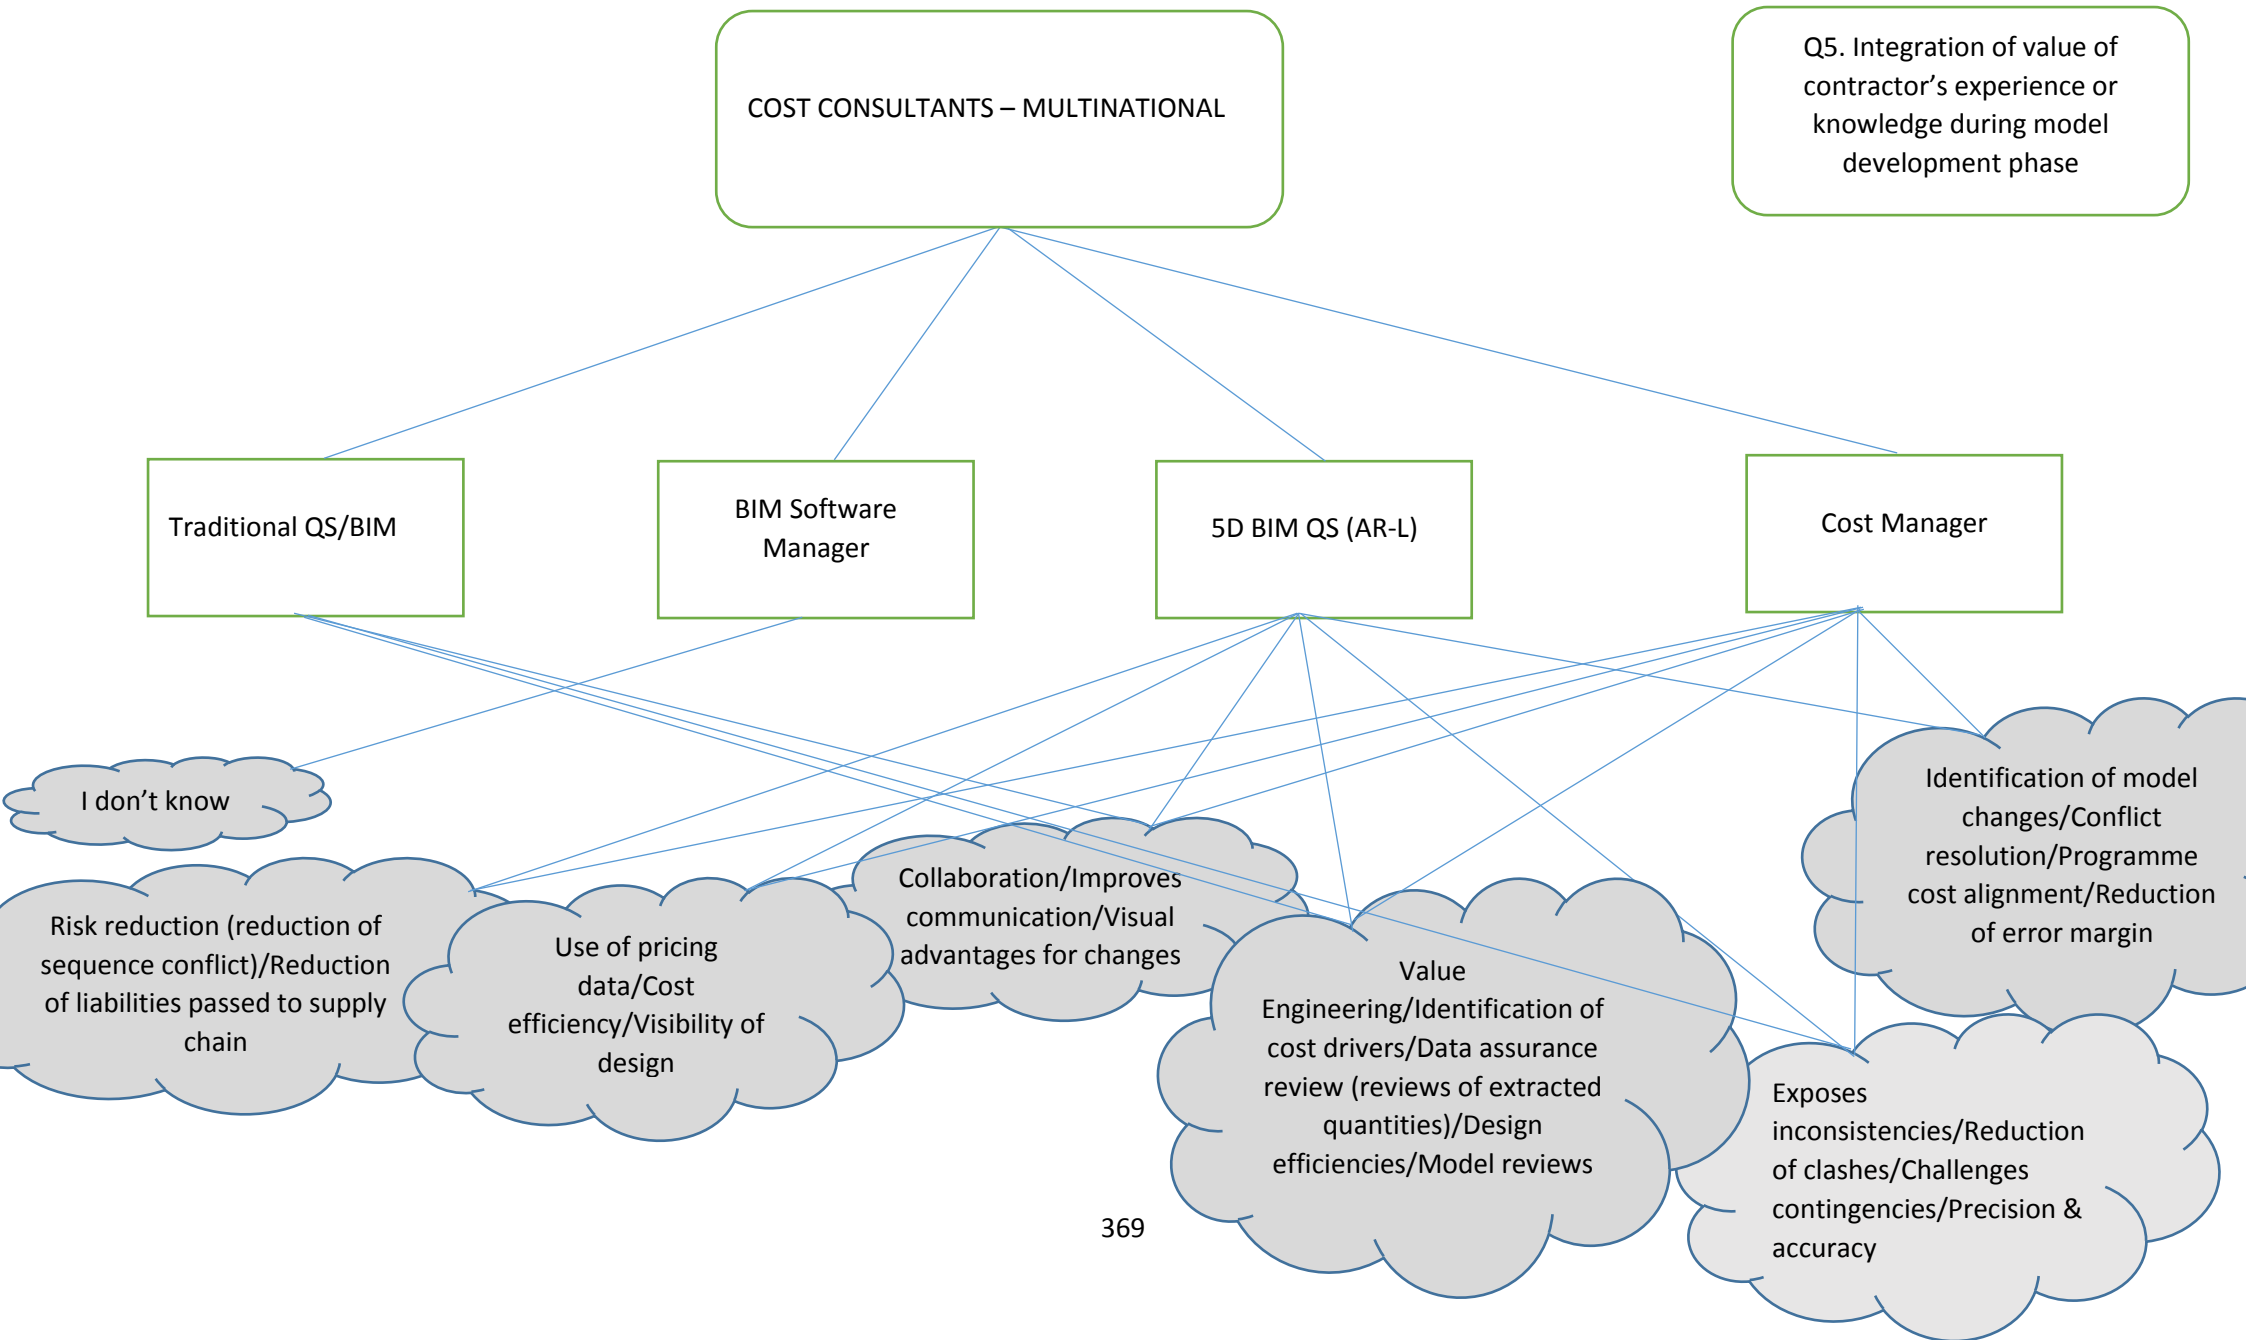 COST CONSULTANTS – MULTINATIONAL
Q5. Integration of value of
contractor’s experience or
knowledge during model
development phase
Traditional QS/BIM
BIM Software
Manager
5D BIM QS (AR-L)
Cost Manager
I don’t know
Risk reduction (reduction of
sequence conflict)/Reduction
of liabilities passed to supply
chain
Use of pricing
data/Cost
efficiency/Visibility of
design
Collaboration/Improves
communication/Visual
advantages for changes
Value
Engineering/Identification of
cost drivers/Data assurance
review (reviews of extracted
quantities)/Design
efficiencies/Model reviews
Identification of model
changes/Conflict
resolution/Programme
cost alignment/Reduction
of error margin
Exposes
inconsistencies/Reduction
of clashes/Challenges
contingencies/Precision &
accuracy
369